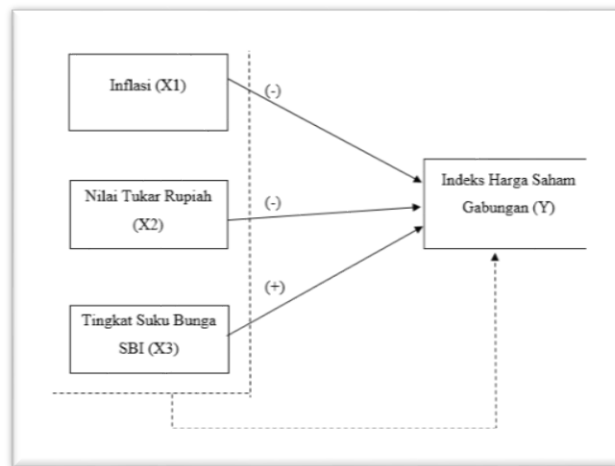 Inflasi (X1)
(-)
Indeks Harga Saham
Gabungan (Y)
Nilai Tukar Rupiah
(X2)
(-)
(+)
Tingkat Suku Bunga
SBI (X3)